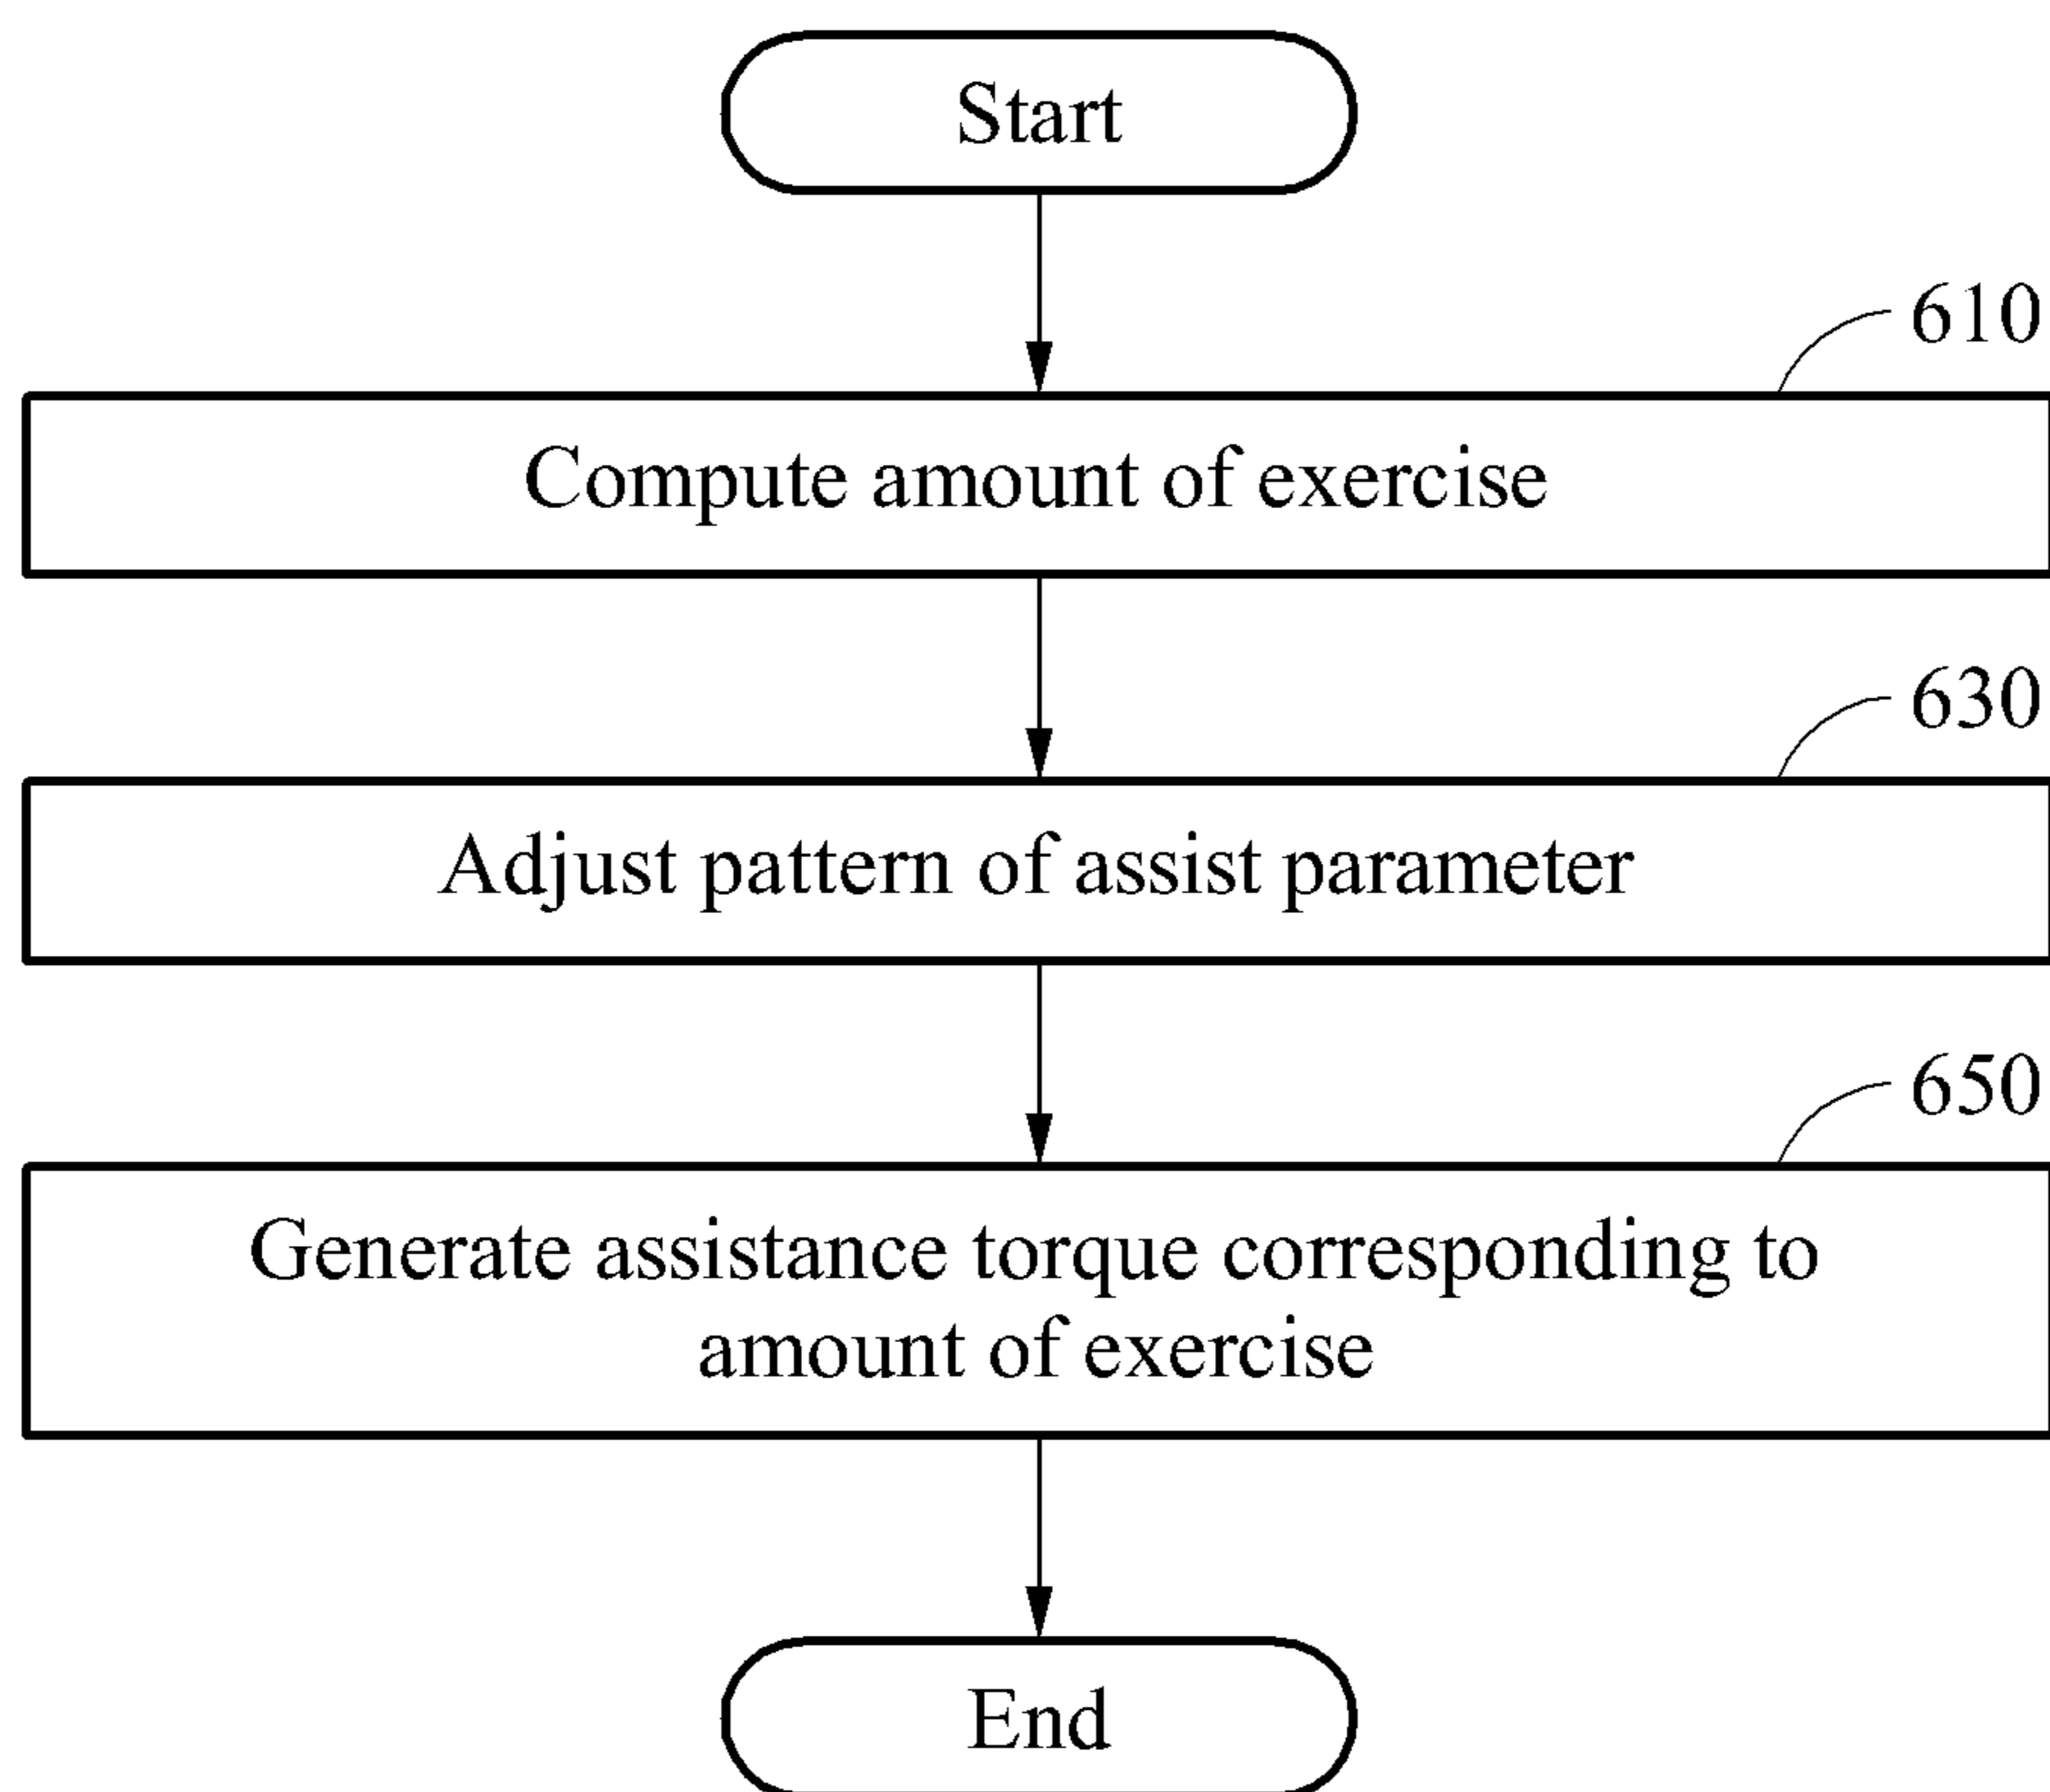 Start
610
Compute amount of exercise
630
Adjust pattern of assist parameter
650
Generate assistance torque corresponding to
amount of exercise
End